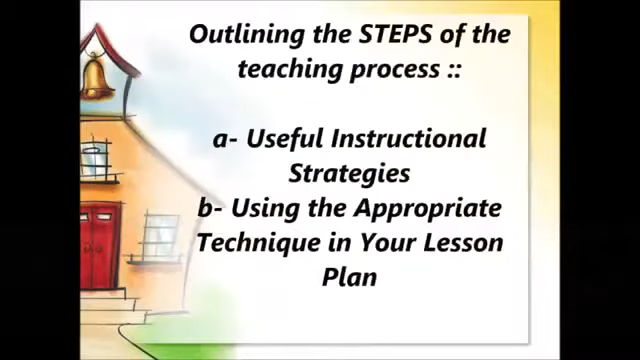 Outlining the STEPS of the
teaching process ::
a- Useful Instructional
Strategies
b- Using the Appropriate
Technique in Your Lesson
Plan